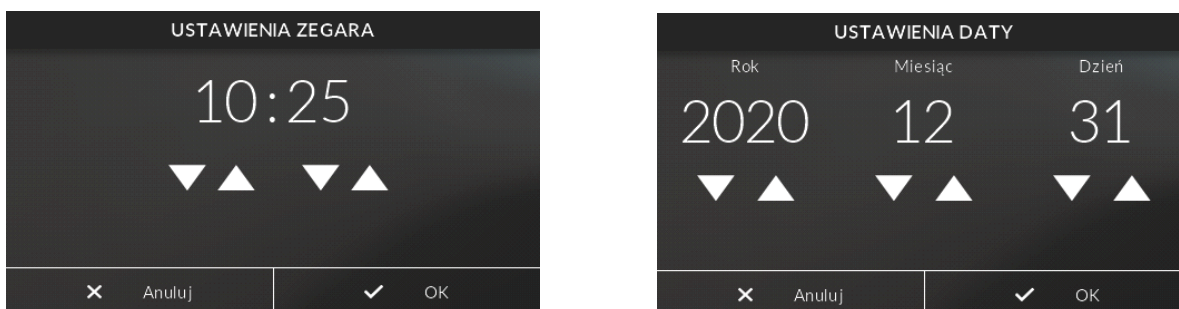 USTAWIENIA ZEGARA
10:25
Anuluj OK
USTAWIENIA DATY
Rok Miesiąc Dzień
2020 12 31
Anuluj OK